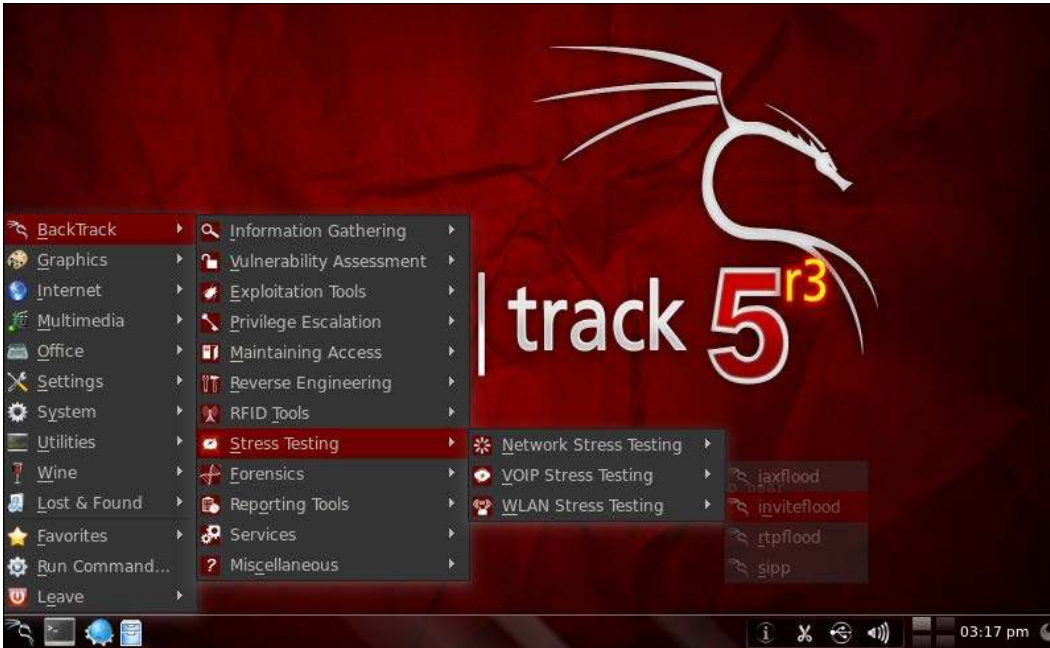 BackTrack
Graphics
Internet
Multimedia
Office
Settings
System
Utilities
Wine
Lost & Found
Favorites
Run Command...
Leave
Information Gathering
Vulnerability Assessment
Exploitation Tools
Privilege Escalation
Maintaining Access
Reverse Engineering
RFID Tools
Stress Testing
Forensics
Reporting Tools
Services
Miscellaneous
Network Stress Testing
VOIP Stress Testing
WLAN Stress Testing
iaxflood
inviteflood
rtpflood
sipp
track 5 r3
03:17 pm